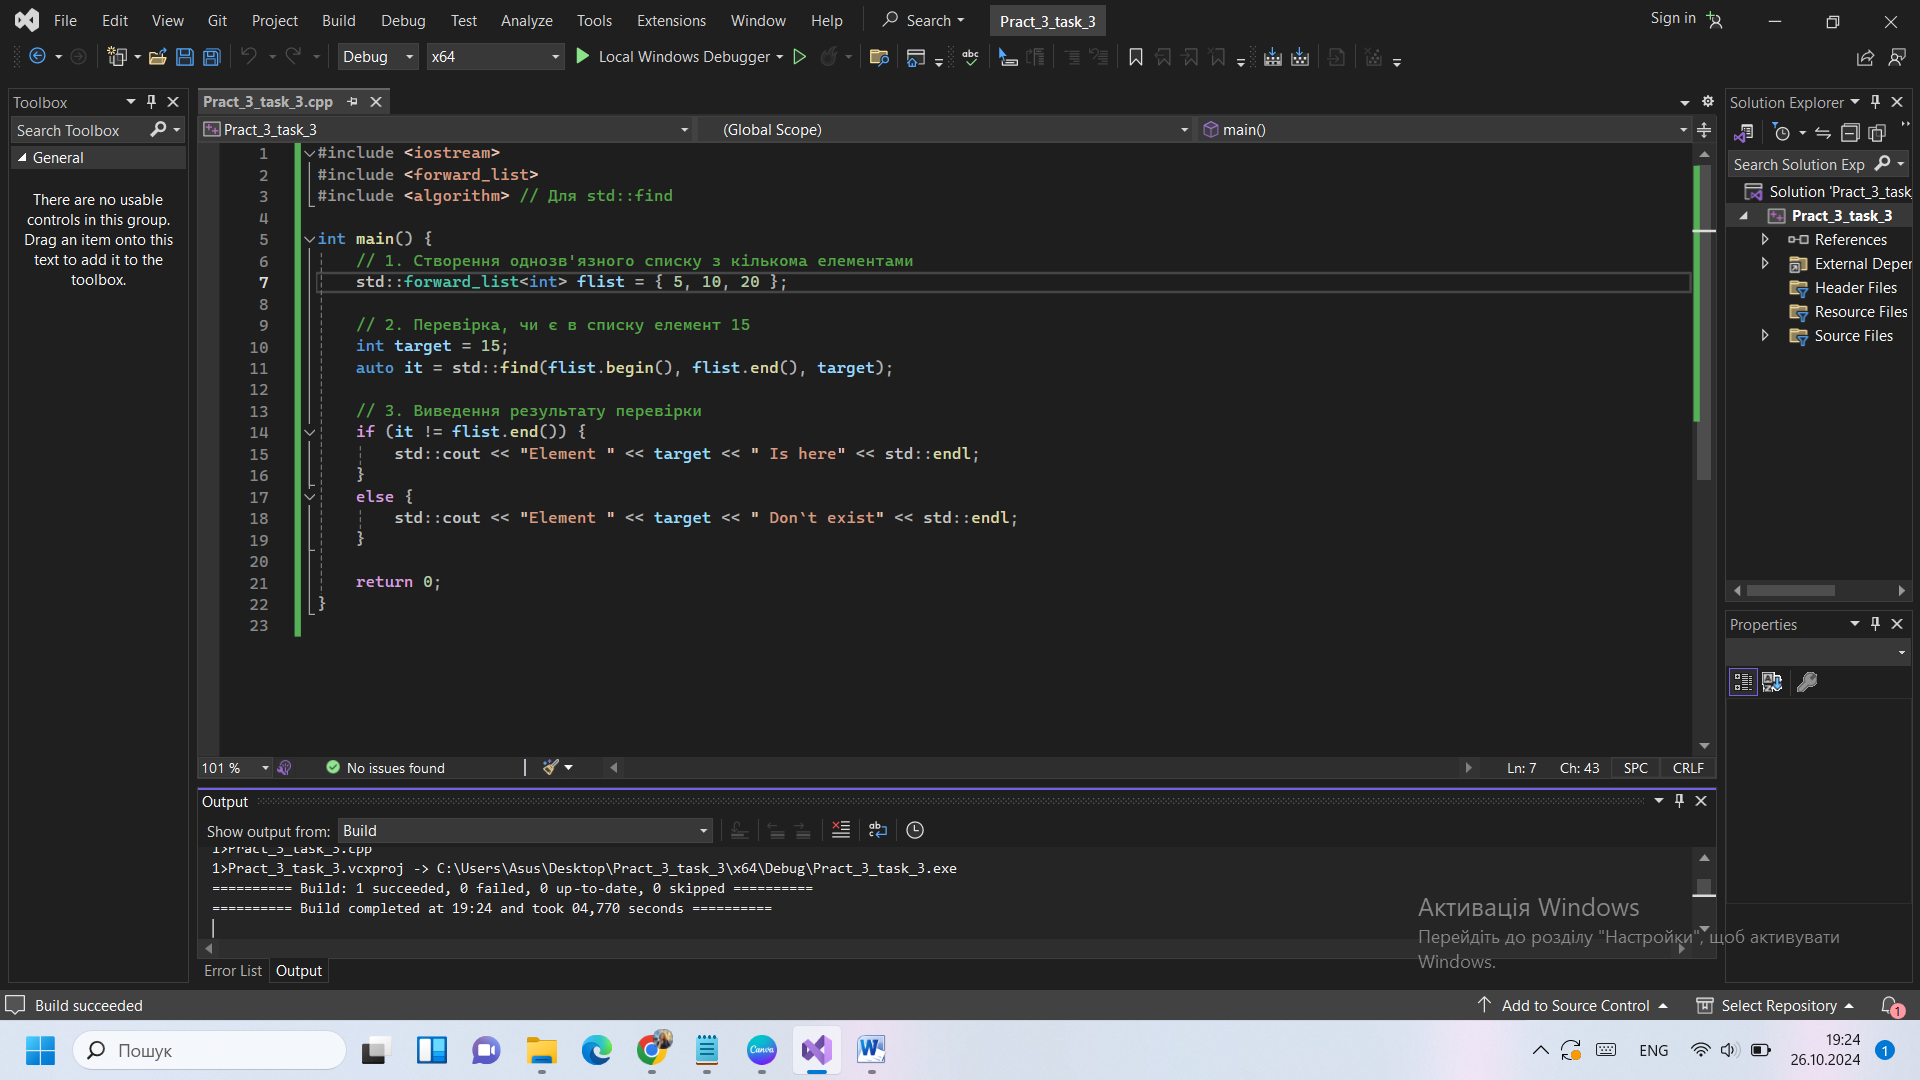 File Edit View Git Project Build Debug Test Analyze Tools Extensions Window Help Search Pract_3_task_3 Sign in
Debug x64 Local Windows Debugger
Toolbox
Search Toolbox
General
There are no usable
controls in this group.
Drag an item onto this
text to add it to the
toolbox.
Pract_3_task_3.cpp
Pract_3_task_3 (Global Scope) main()
1 #include <iostream>
2 #include <forward_list>
3 #include <algorithm> // Для std::find
4
5 int main() {
6 // 1. Створення однозв'язного списку з кількома елементами
7 std::forward_list<int> flist = { 5, 10, 20 };
8
9 // 2. Перевірка, чи є в списку елемент 15
10 int target = 15;
11 auto it = std::find(flist.begin(), flist.end(), target);
12
13 // 3. Виведення результату перевірки
14 if (it != flist.end()) {
15 std::cout << "Element " << target << " Is here" << std::endl;
16 }
17 else {
18 std::cout << "Element " << target << " Don`t exist" << std::endl;
19 }
20
21 return 0;
22 }
23
101 % No issues found Ln: 7 Ch: 43 SPC CRLF
Output
Show output from: Build
1>Pract_3_task_3.cpp
1>Pract_3_task_3.vcxproj -> C:\Users\Asus\Desktop\Pract_3_task_3\x64\Debug\Pract_3_task_3.exe
========== Build: 1 succeeded, 0 failed, 0 up-to-date, 0 skipped ==========
========== Build completed at 19:24 and took 04,770 seconds ==========
Error List Output
Solution Explorer
Search Solution Exp
Solution 'Pract_3_task
Pract_3_task_3
References
External Deper
Header Files
Resource Files
Source Files
Properties
Активація Windows
Перейдіть до розділу "Настройки", щоб активувати
Windows.
Build succeeded Add to Source Control Select Repository 1
Пошук Canva ENG 19:24
26.10.2024 1